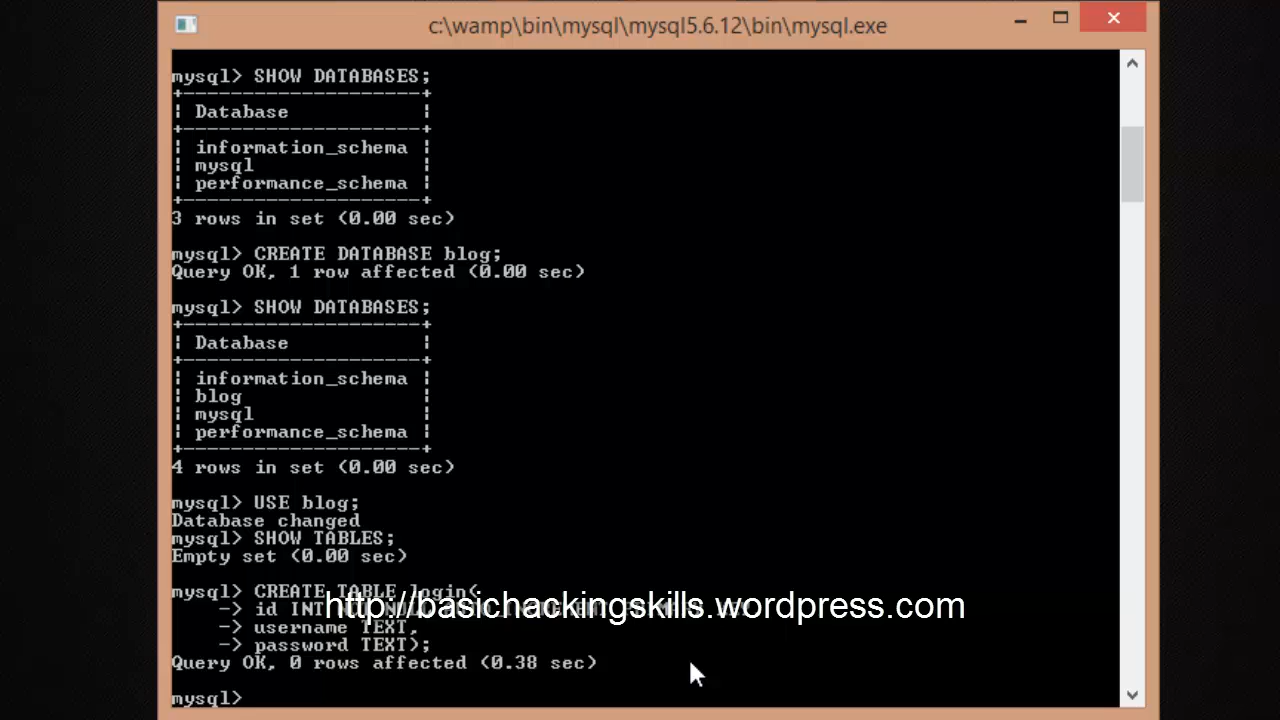 c:\wamp\bin\mysql\mysql5.6.12\bin\mysql.exe
mysql> SHOW DATABASES;
+--------------------+
| Database           |
+--------------------+
| information_schema |
| mysql              |
| performance_schema |
+--------------------+
3 rows in set (0.00 sec)
mysql> CREATE DATABASE blog;
Query OK, 1 row affected (0.00 sec)
mysql> SHOW DATABASES;
+--------------------+
| Database           |
+--------------------+
| information_schema |
| blog               |
| mysql              |
| performance_schema |
+--------------------+
4 rows in set (0.00 sec)
mysql> USE blog;
Database changed
mysql> SHOW TABLES;
Empty set (0.00 sec)
mysql> CREATE TABLE login(
-> id INT
http://basichackingskills.wordpress.com
-> username TEXT,
-> password TEXT);
Query OK, 0 rows affected (0.38 sec)
mysql>